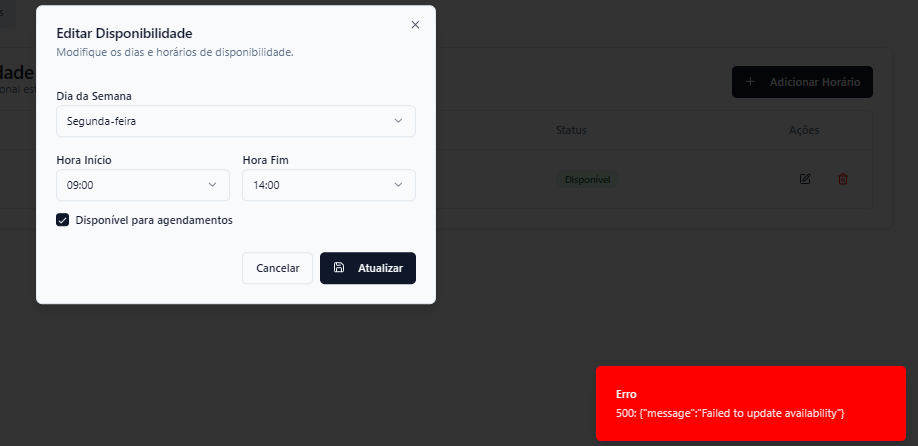 Editar Disponibilidade
Modifique os dias e horários de disponibilidade.
Dia da Semana
Segunda-feira
Hora Início
Hora Fim
09:00
14:00
Disponível para agendamentos
Cancelar
Atualizar
dade
onal est
Adicionar Horário
Status
Ações
Disponível
Erro
500: {"message":"Failed to update availability"}